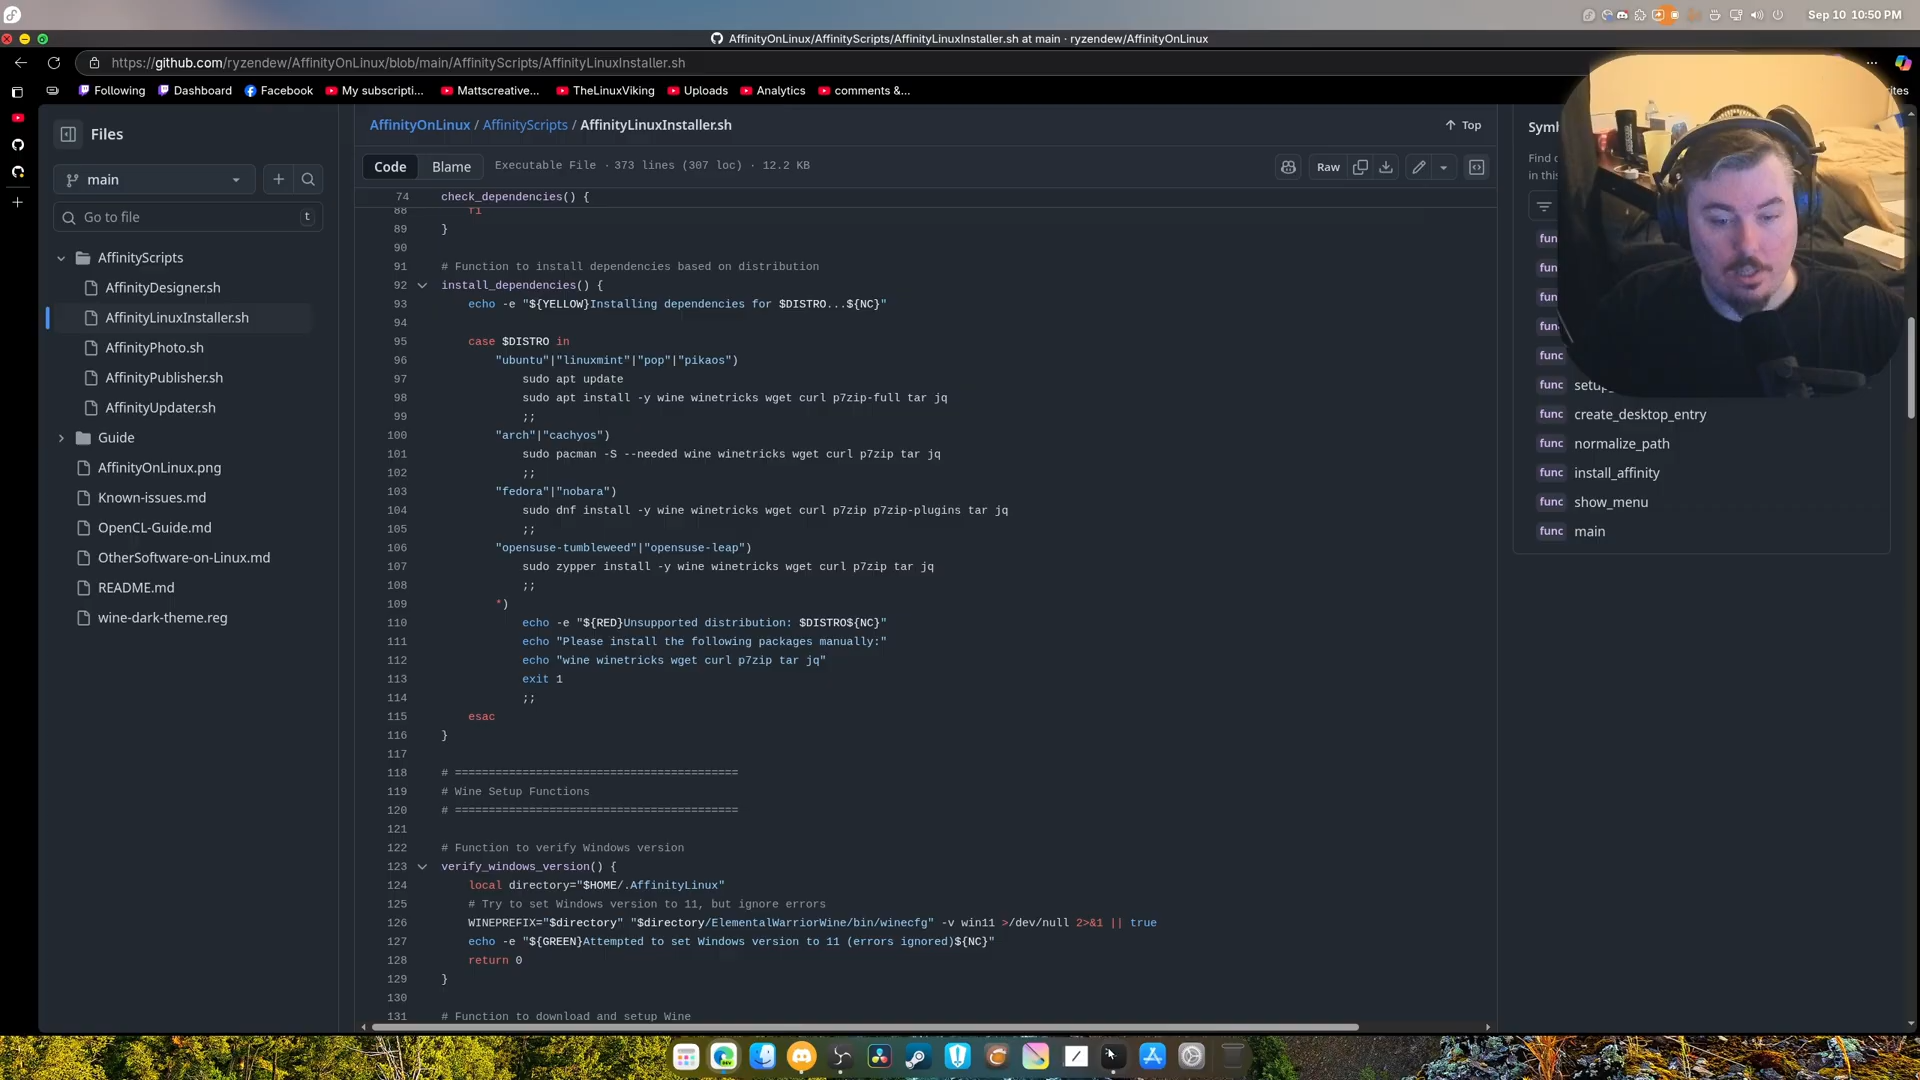 Sep 10 10:50 PM
AffinityOnLinux/AffinityScripts/AffinityLinuxInstaller.sh at main · ryzendew/AffinityOnLinux
https://github.com/ryzendew/AffinityOnLinux/blob/main/AffinityScripts/AffinityLinuxInstaller.sh
Following
Dashboard
Facebook
My subscripti...
Mattscreative...
TheLinuxViking
Uploads
Analytics
comments &...
Files
main
Go to file
t
AffinityScripts
AffinityDesigner.sh
AffinityLinuxInstaller.sh
AffinityPhoto.sh
AffinityPublisher.sh
AffinityUpdater.sh
Guide
AffinityOnLinux.png
Known-issues.md
OpenCL-Guide.md
OtherSoftware-on-Linux.md
README.md
wine-dark-theme.reg
AffinityOnLinux / AffinityScripts / AffinityLinuxInstaller.sh
Top
Code
Blame
Executable File · 373 lines (307 loc) · 12.2 KB
Raw
74 check_dependencies() {
88 fi
89 }
90
91 # Function to install dependencies based on distribution
92 install_dependencies() {
93 echo -e "${YELLOW}Installing dependencies for $DISTRO...${NC}"
94
95 case $DISTRO in
96 "ubuntu"|"linuxmint"|"pop"|"pikaos")
97 sudo apt update
98 sudo apt install -y wine winetricks wget curl p7zip-full tar jq
99 ;;
100 "arch"|"cachyos")
101 sudo pacman -S --needed wine winetricks wget curl p7zip tar jq
102 ;;
103 "fedora"|"nobara")
104 sudo dnf install -y wine winetricks wget curl p7zip p7zip-plugins tar jq
105 ;;
106 "opensuse-tumbleweed"|"opensuse-leap")
107 sudo zypper install -y wine winetricks wget curl p7zip tar jq
108 ;;
109 *)
110 echo -e "${RED}Unsupported distribution: $DISTRO${NC}"
111 echo "Please install the following packages manually:"
112 echo "wine winetricks wget curl p7zip tar jq"
113 exit 1
114 ;;
115 esac
116 }
117
118 # ==========================================
119 # Wine Setup Functions
120 # ==========================================
121
122 # Function to verify Windows version
123 verify_windows_version() {
124 local directory="$HOME/.AffinityLinux"
125 # Try to set Windows version to 11, but ignore errors
126 WINEPREFIX="$directory" "$directory/ElementalWarriorWine/bin/winecfg" -v win11 >/dev/null 2>&1 || true
127 echo -e "${GREEN}Attempted to set Windows version to 11 (errors ignored)${NC}"
128 return 0
129 }
130
131 # Function to download and setup Wine
func
func
func
func
func
func
func create_desktop_entry
func normalize_path
func install_affinity
func show_menu
func main